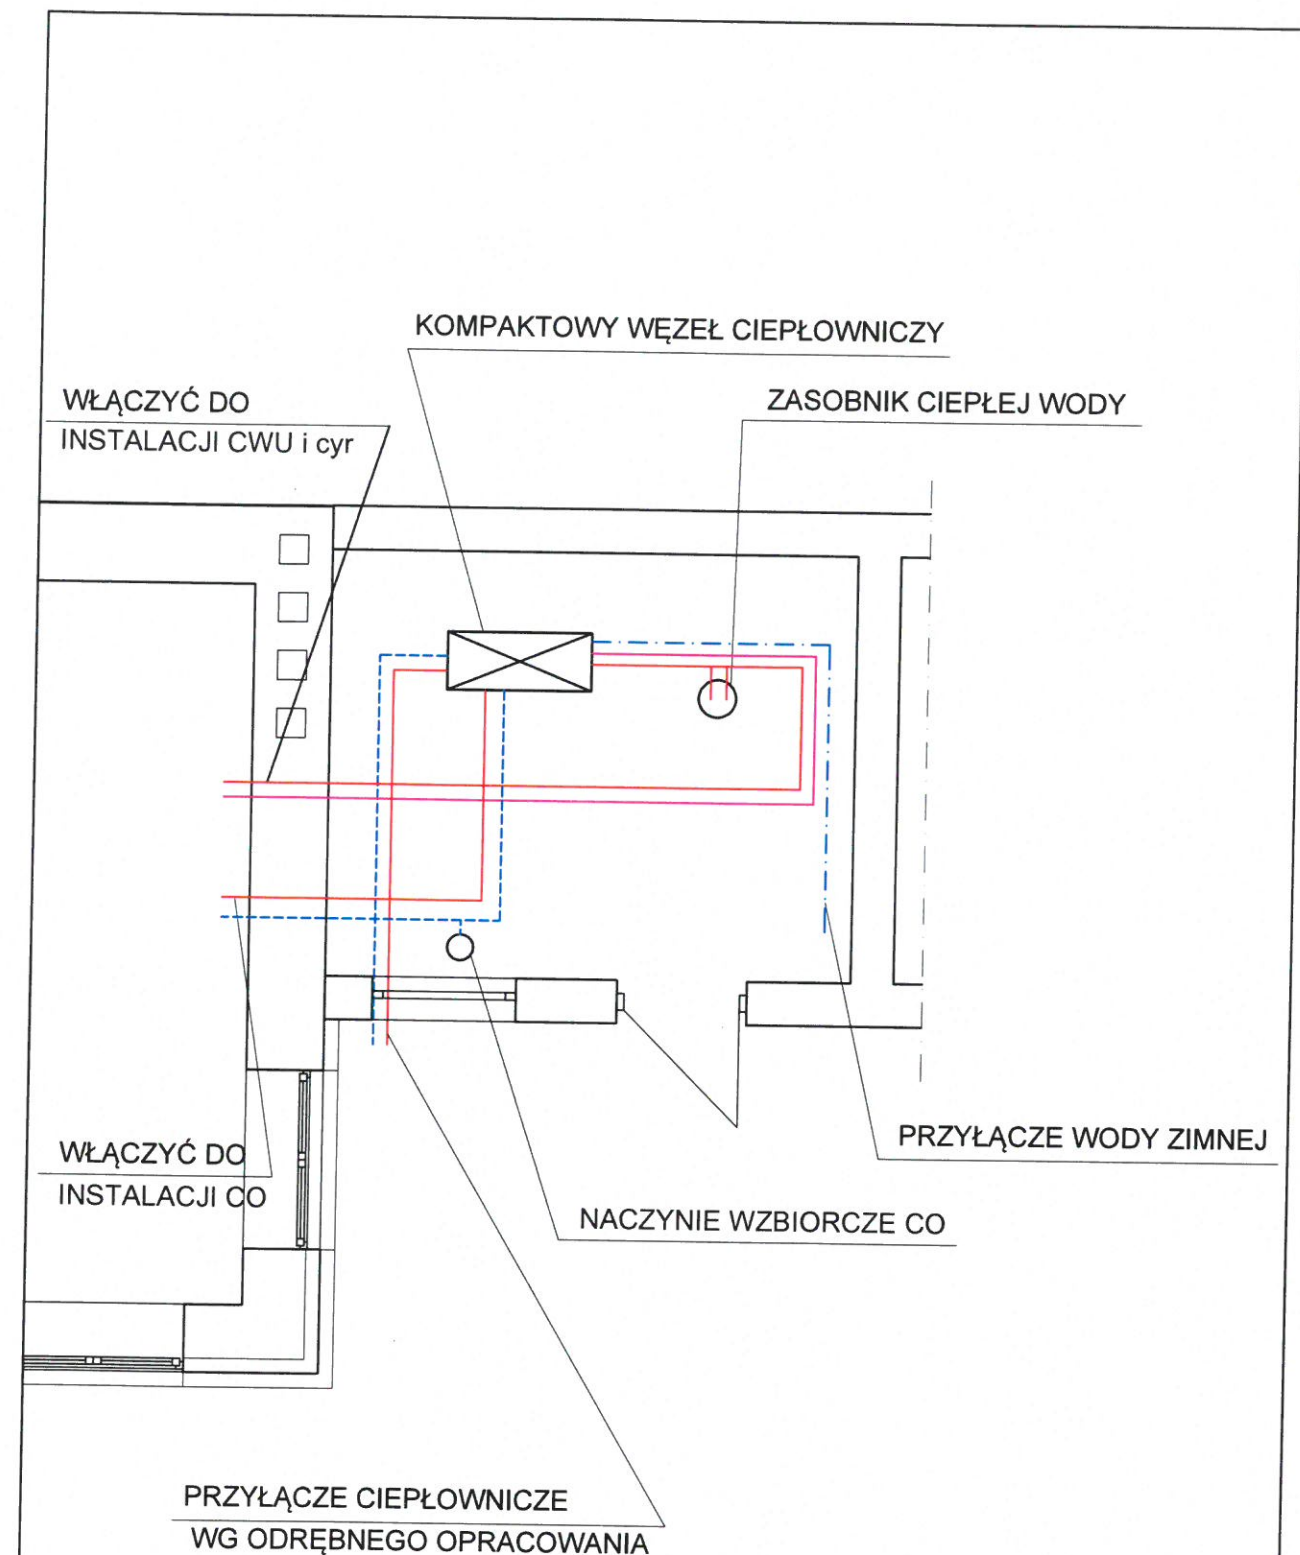 KOMPAKTOWY WĘZEŁ CIEPŁOWNICZY
WŁĄCZYĆ DO
INSTALACJI CWU i cyr
ZASOBNIK CIEPŁEJ WODY
WŁĄCZYĆ DO
INSTALACJI CO
PRZYŁĄCZE WODY ZIMNEJ
NACZYNIE WZBIORCZE CO
PRZYŁĄCZE CIEPŁOWNICZE
WG ODRĘBNEGO OPRACOWANIA